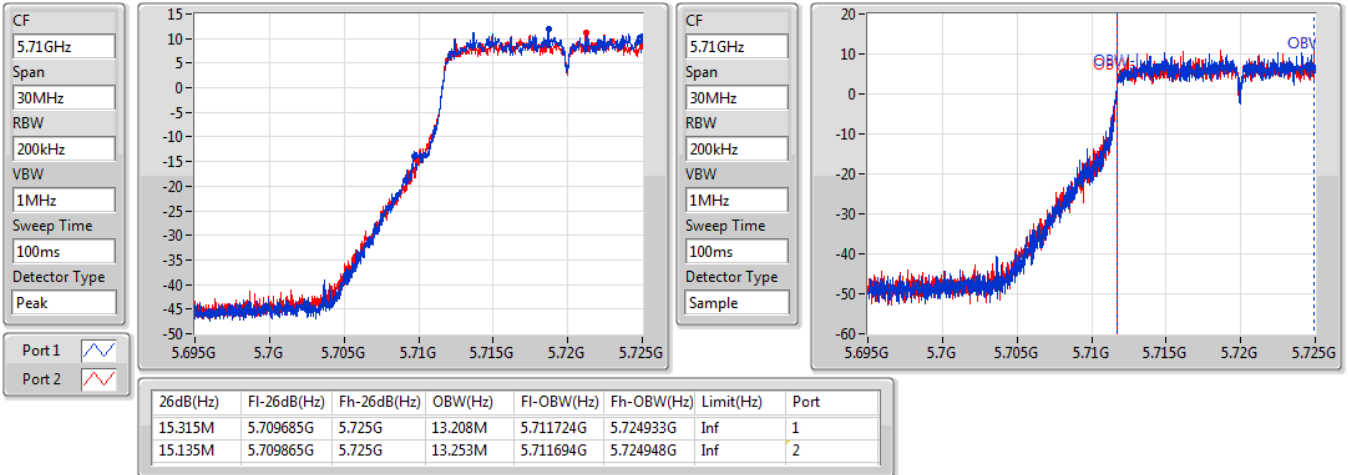 CF
5.71GHz
Span
30MHz
RBW
200kHz
VBW
1MHz
Sweep Time
100ms
Detector Type
Peak
Port 1
Port 2
15
10
5
0
-5
-10
-15
-20
-25
-30
-35
-40
-45
-50
5.695G 5.7G 5.705G 5.71G 5.715G 5.72G 5.725G
CF
5.71GHz
Span
30MHz
RBW
200kHz
VBW
1MHz
Sweep Time
100ms
Detector Type
Sample
20
10
0
-10
-20
-30
-40
-50
-60
OBW-
OBW
5.695G 5.7G 5.705G 5.71G 5.715G 5.72G 5.725G
26dB(Hz) Fl-26dB(Hz) Fh-26dB(Hz) OBW(Hz) Fl-OBW(Hz) Fh-OBW(Hz) Limit(Hz) Port
15.315M 5.709685G 5.725G 13.208M 5.711724G 5.724933G Inf 1
15.135M 5.709865G 5.725G 13.253M 5.711694G 5.724948G Inf 2